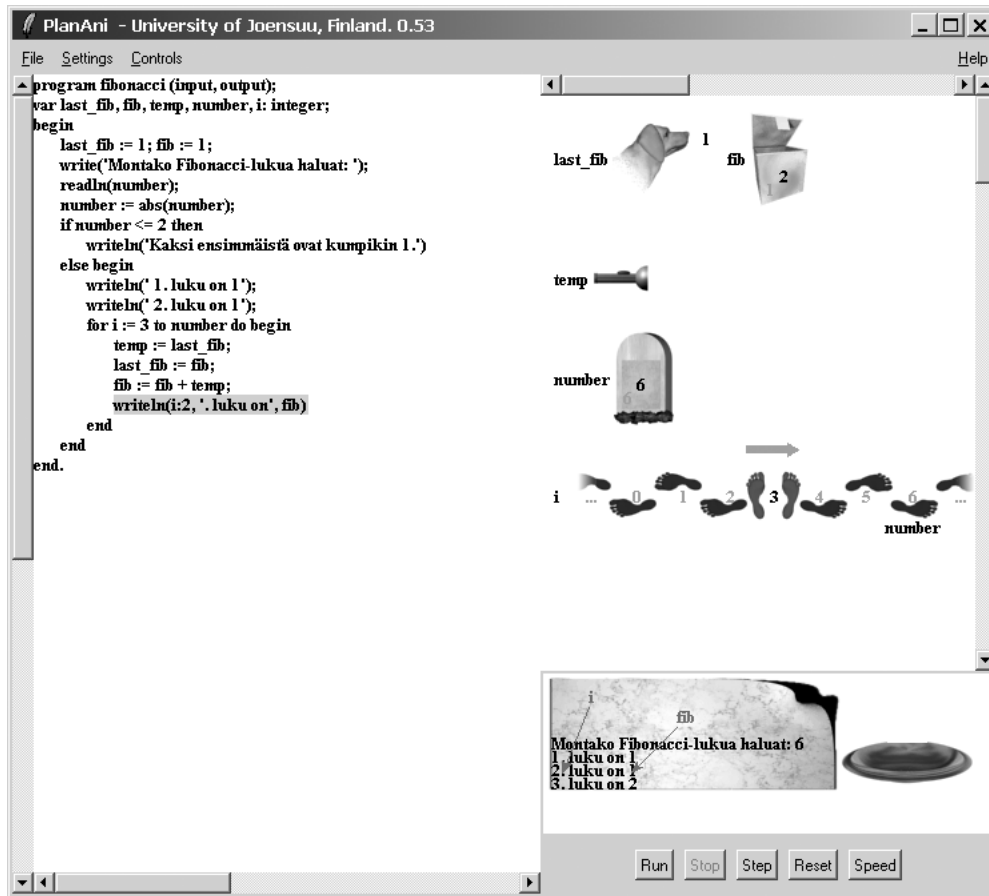 PlanAni - University of Joensuu, Finland. 0.53
File Settings Controls Help
program fibonacci (input, output);
var last_fib, fib, temp, number, i: integer;
begin
last_fib := 1; fib := 1;
write('Montako Fibonacci-lukua haluat: ');
readln(number);
number := abs(number);
if number <= 2 then
writeln('Kaksi ensimmäistä ovat kumpikin 1.')
else begin
writeln(' 1. luku on 1');
writeln(' 2. luku on 1');
for i := 3 to number do begin
temp := last_fib;
last_fib := fib;
fib := fib + temp;
writeln(i:2, '. luku on', fib)
end
end
end.
last_fib 1 fib 2
1
temp
number 6
6
i ... 0 1 2 3 4 5 6 ...
number
i
fib
Montako Fibonacci-lukua haluat: 6
1. luku on 1
2. luku on 1
3. luku on 2
Run Stop Step Reset Speed